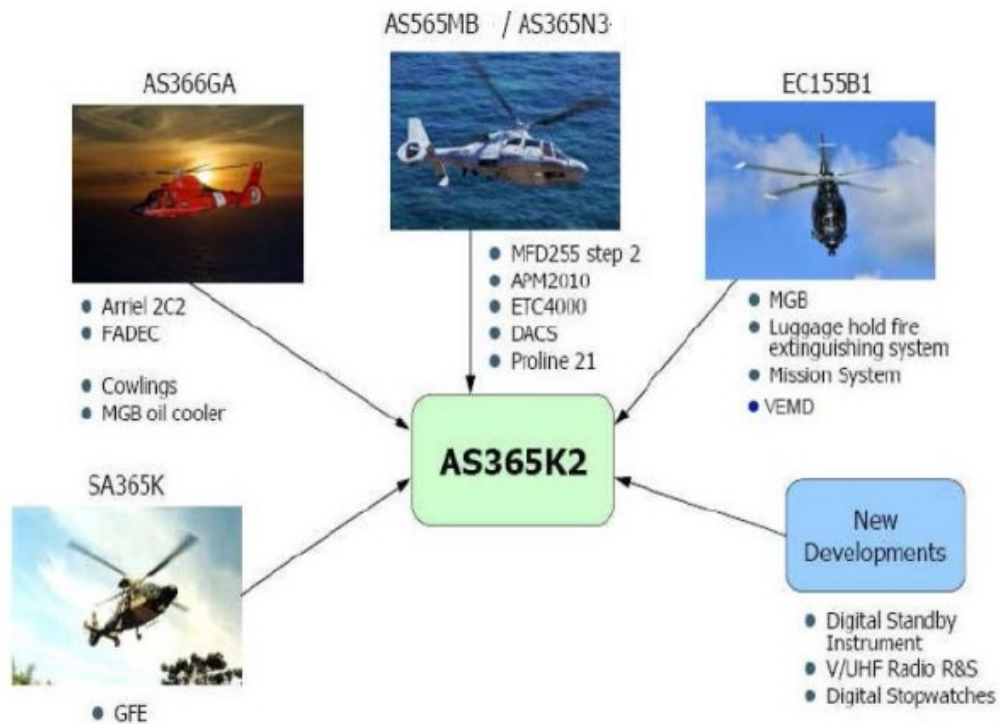 AS565MB / AS365N3
AS366GA
EC155B1
Arriel 2C2
FADEC
Cowlings
MGB oil cooler
MFD255 step 2
APM2010
ETC4000
DACS
Proline 21
MGB
Luggage hold fire
extinguishing system
Mission System
VEMD
AS365K2
SA365K
GFE
New
Developments
Digital Standby
Instrument
V/UHF Radio R&S
Digital Stopwatches